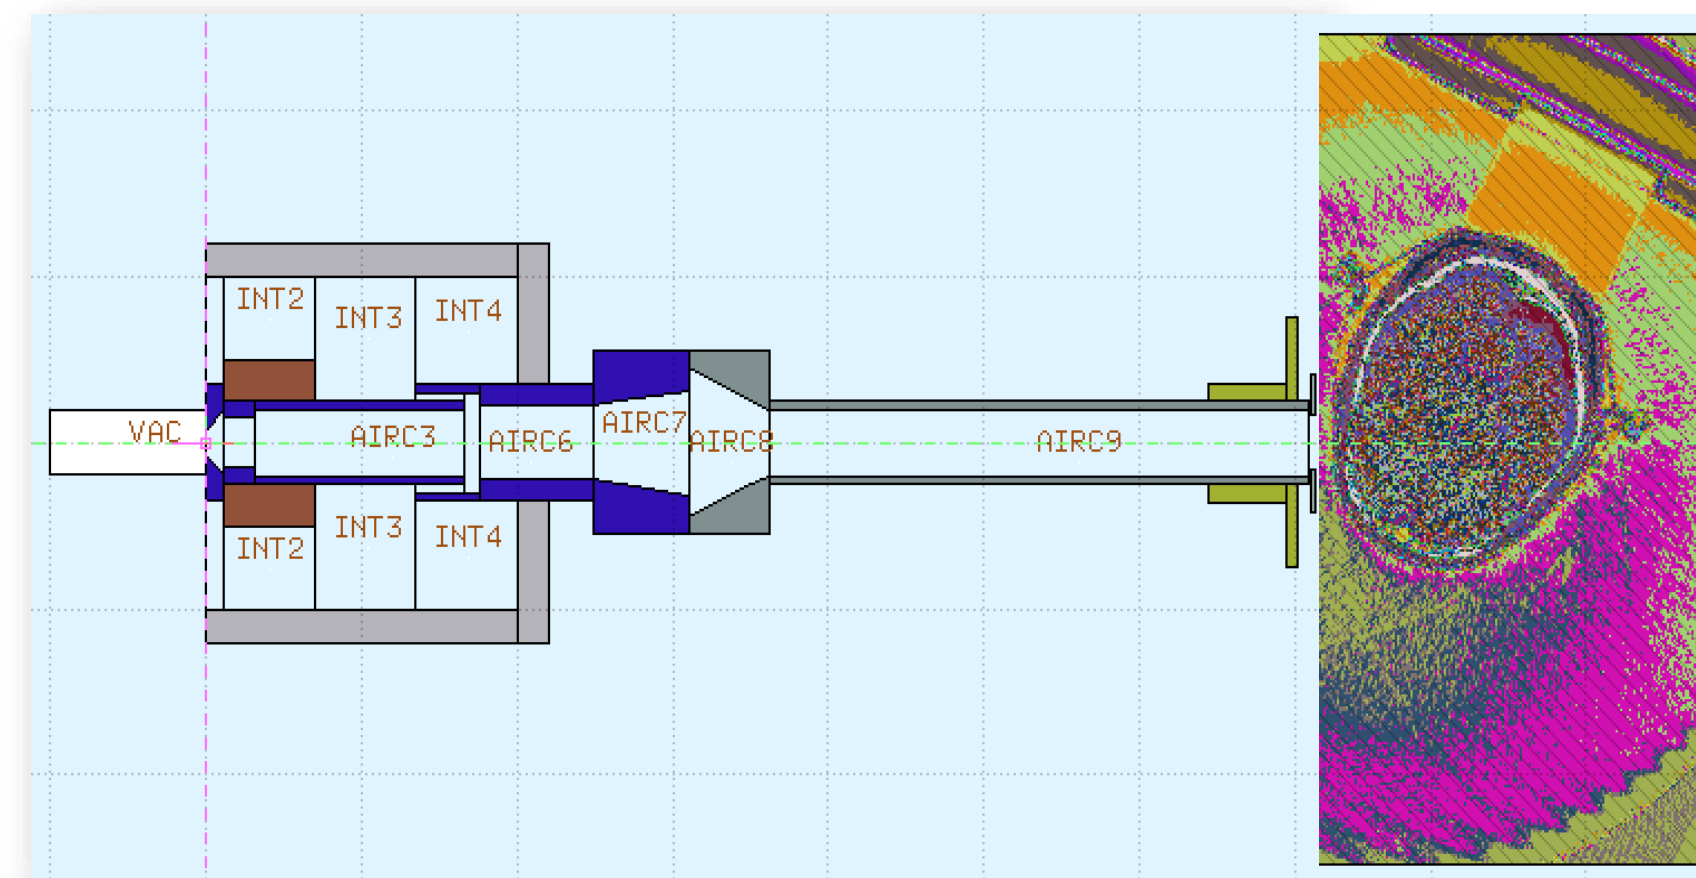 INT2
INT3
INT4
VAC
AIRC3
AIRC6
AIRC7
AIRC8
AIRC9
INT2
INT3
INT4